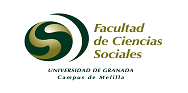 Facultad
de Ciencias
Sociales
UNIVERSIDAD DE GRANADA
Campus de Melilla